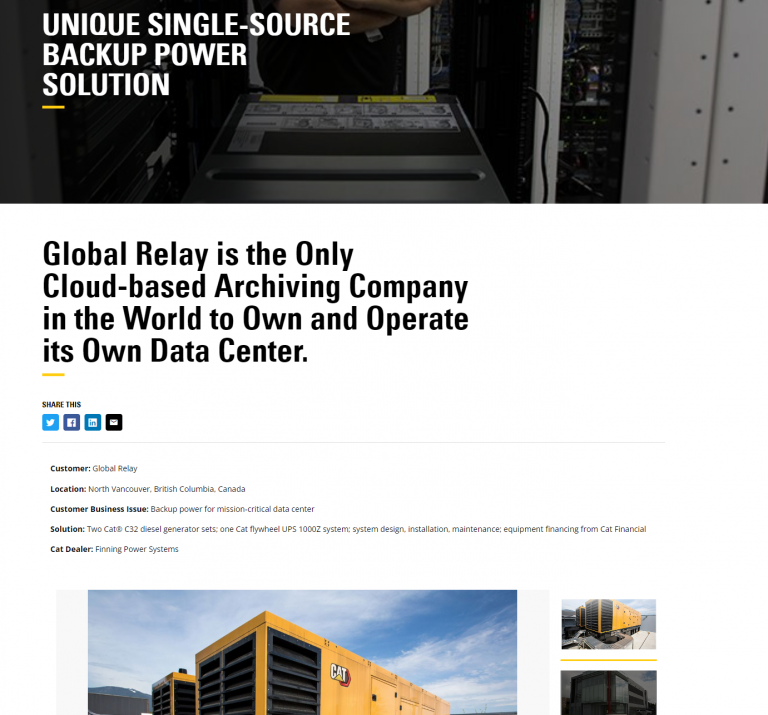 UNIQUE SINGLE-SOURCE
BACKUP POWER
SOLUTION
Global Relay is the Only
Cloud-based Archiving Company
in the World to Own and Operate
its Own Data Center.
SHARE THIS
Customer: Global Relay
Location: North Vancouver, British Columbia, Canada
Customer Business Issue: Backup power for mission-critical data center
Solution: Two Cat® C32 diesel generator sets; one Cat flywheel UPS 1000Z system; system design, installation, maintenance; equipment financing from Cat Financial
Cat Dealer: Finning Power Systems
CAT